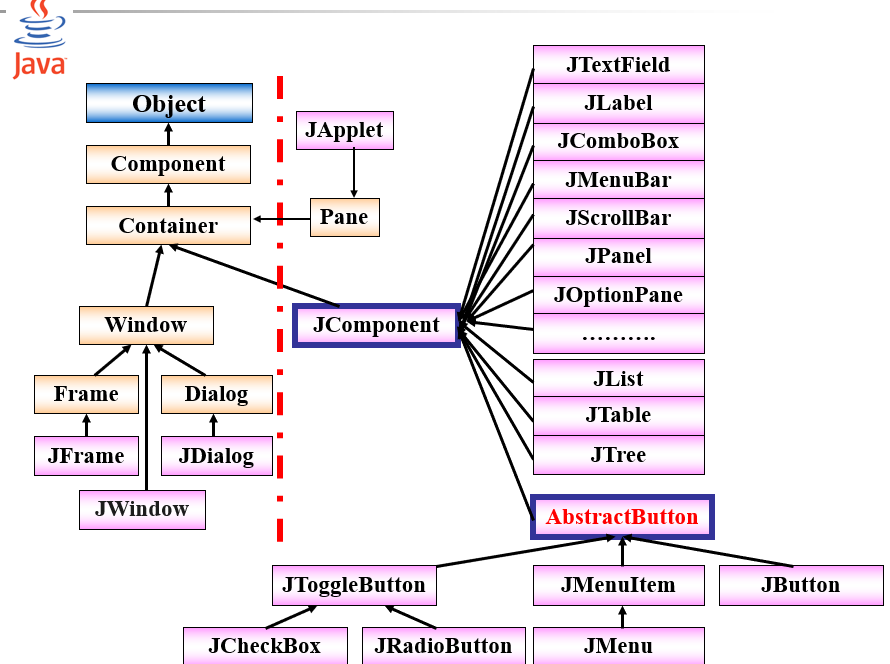 Java
Object
Component
Container
JApplet
Pane
Window
Frame
Dialog
JFrame
JDialog
JWindow
JComponent
JTextField
JLabel
JComboBox
JMenuBar
JScrollBar
JPanel
JOptionPane
……….
JList
JTable
JTree
AbstractButton
JToggleButton
JMenuItem
JButton
JCheckBox
JRadioButton
JMenu